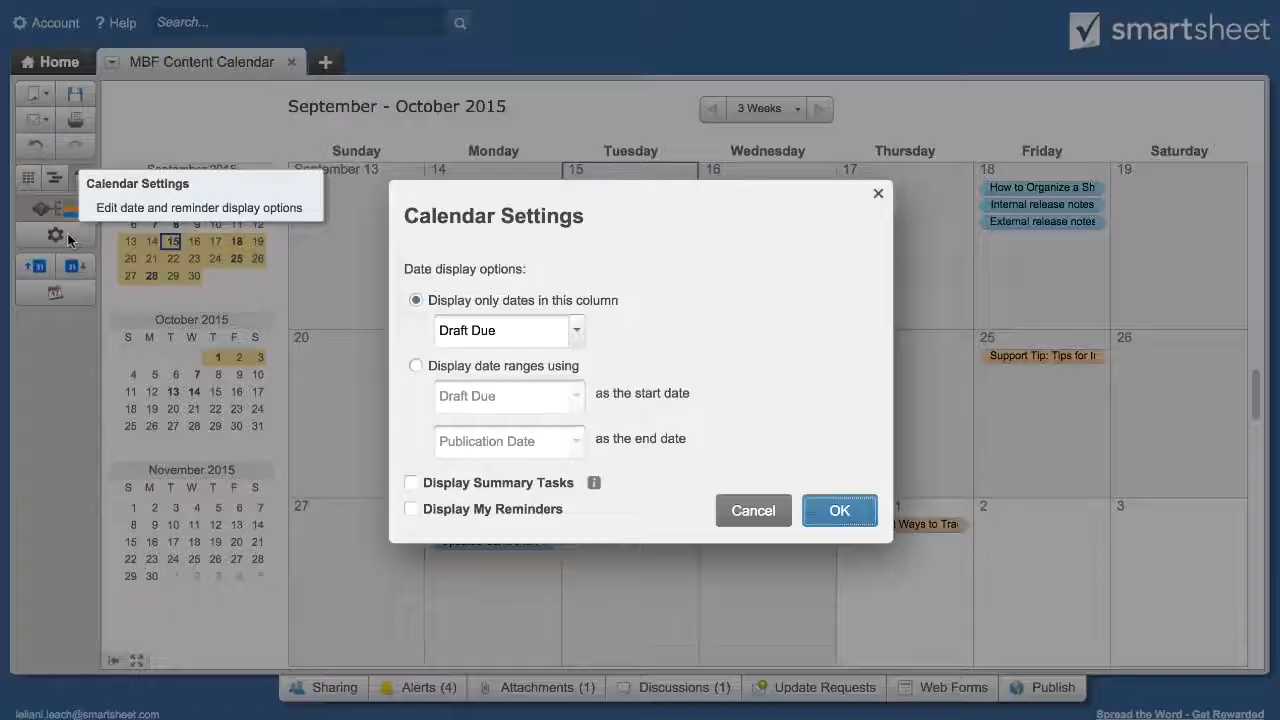 Account
Help
Search...
smartsheet
Home
MBF Content Calendar
September - October 2015
3 Weeks
Sunday Monday Tuesday Wednesday Thursday Friday Saturday
September 13 14 15 16 17 18 19
How to Organize a Sh
Internal release notes
External release notes
Calendar Settings
Edit date and reminder display options
13 14 15 16 17 18 19
20 21 22 23 24 25 26
27 28 29 30
October 2015
S M T W T F S
1 2 3
4 5 6 7 8 9 10
11 12 13 14 15 16 17
18 19 20 21 22 23 24
25 26 27 28 29 30 31
November 2015
S M T W T F S
1 2 3 4 5 6 7
8 9 10 11 12 13 14
15 16 17 18 19 20 21
22 23 24 25 26 27 28
29 30 1 2 3 4 5
20
25 26
Support Tip: Tips for
27
1 2 3
Ways to Tra
Calendar Settings
Date display options:
Display only dates in this column
Draft Due
Display date ranges using
Draft Due as the start date
Publication Date as the end date
Display Summary Tasks
Display My Reminders
Cancel
OK
Sharing
Alerts (4)
Attachments (1)
Discussions (1)
Update Requests
Web Forms
Publish
leilani.leach@smartsheet.com
Spread the Word - Get Rewarded